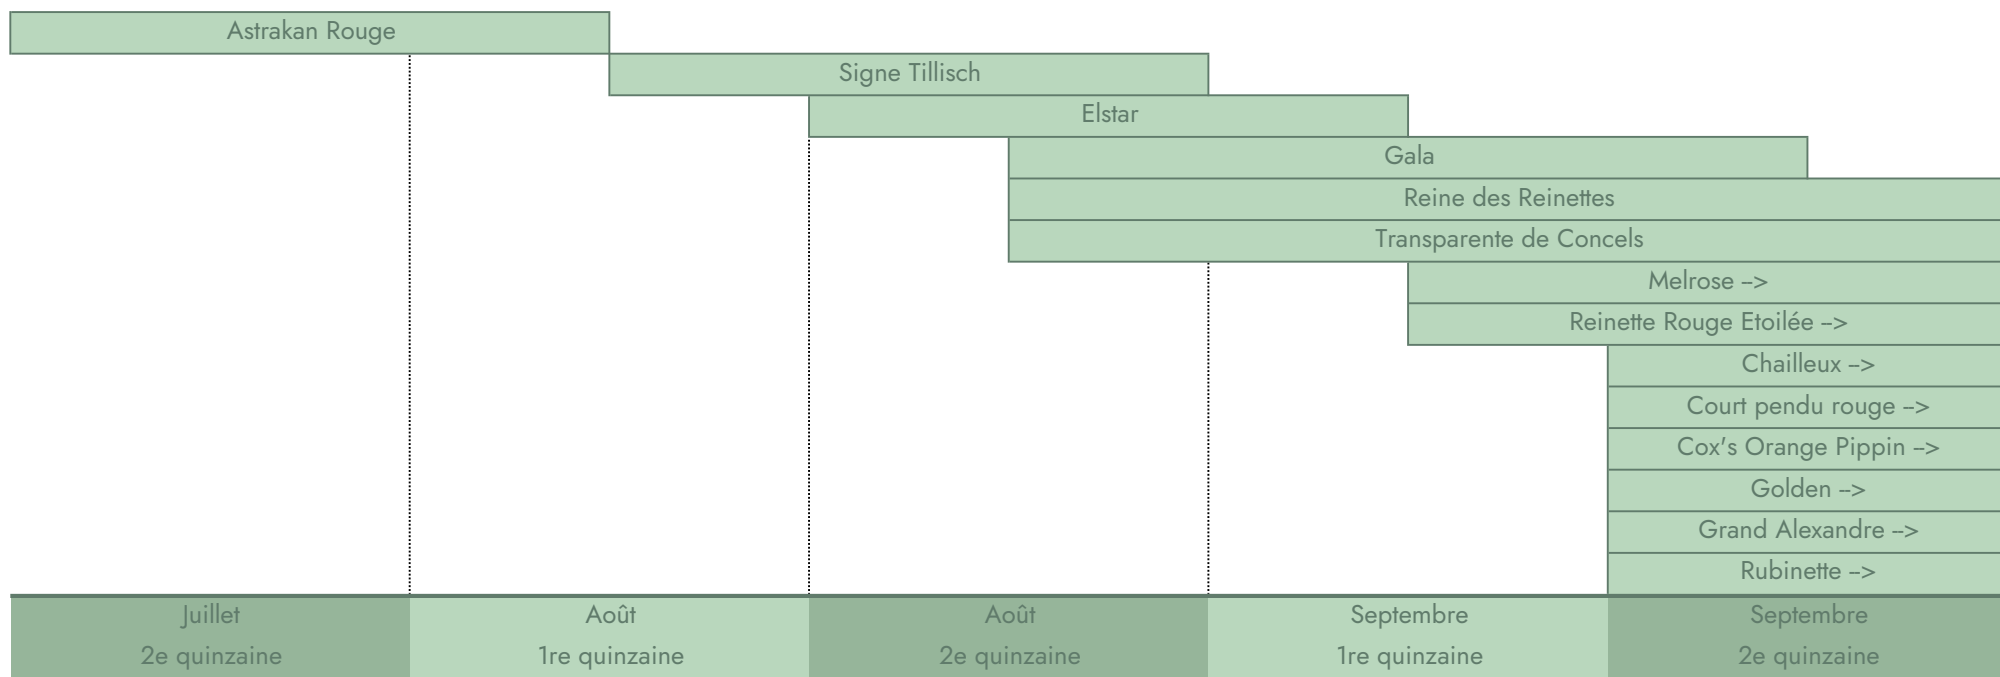 Astrakan Rouge
Signe Tillisch
Elstar
Gala
Reine des Reinettes
Transparente de Concels
Melrose -->
Reinette Rouge Etoilée -->
Chailleux -->
Court pendu rouge -->
Cox's Orange Pippin -->
Golden -->
Grand Alexandre -->
Rubinette -->
Juillet Août Août Septembre Septembre
2e quinzaine 1re quinzaine 2e quinzaine 1re quinzaine 2e quinzaine